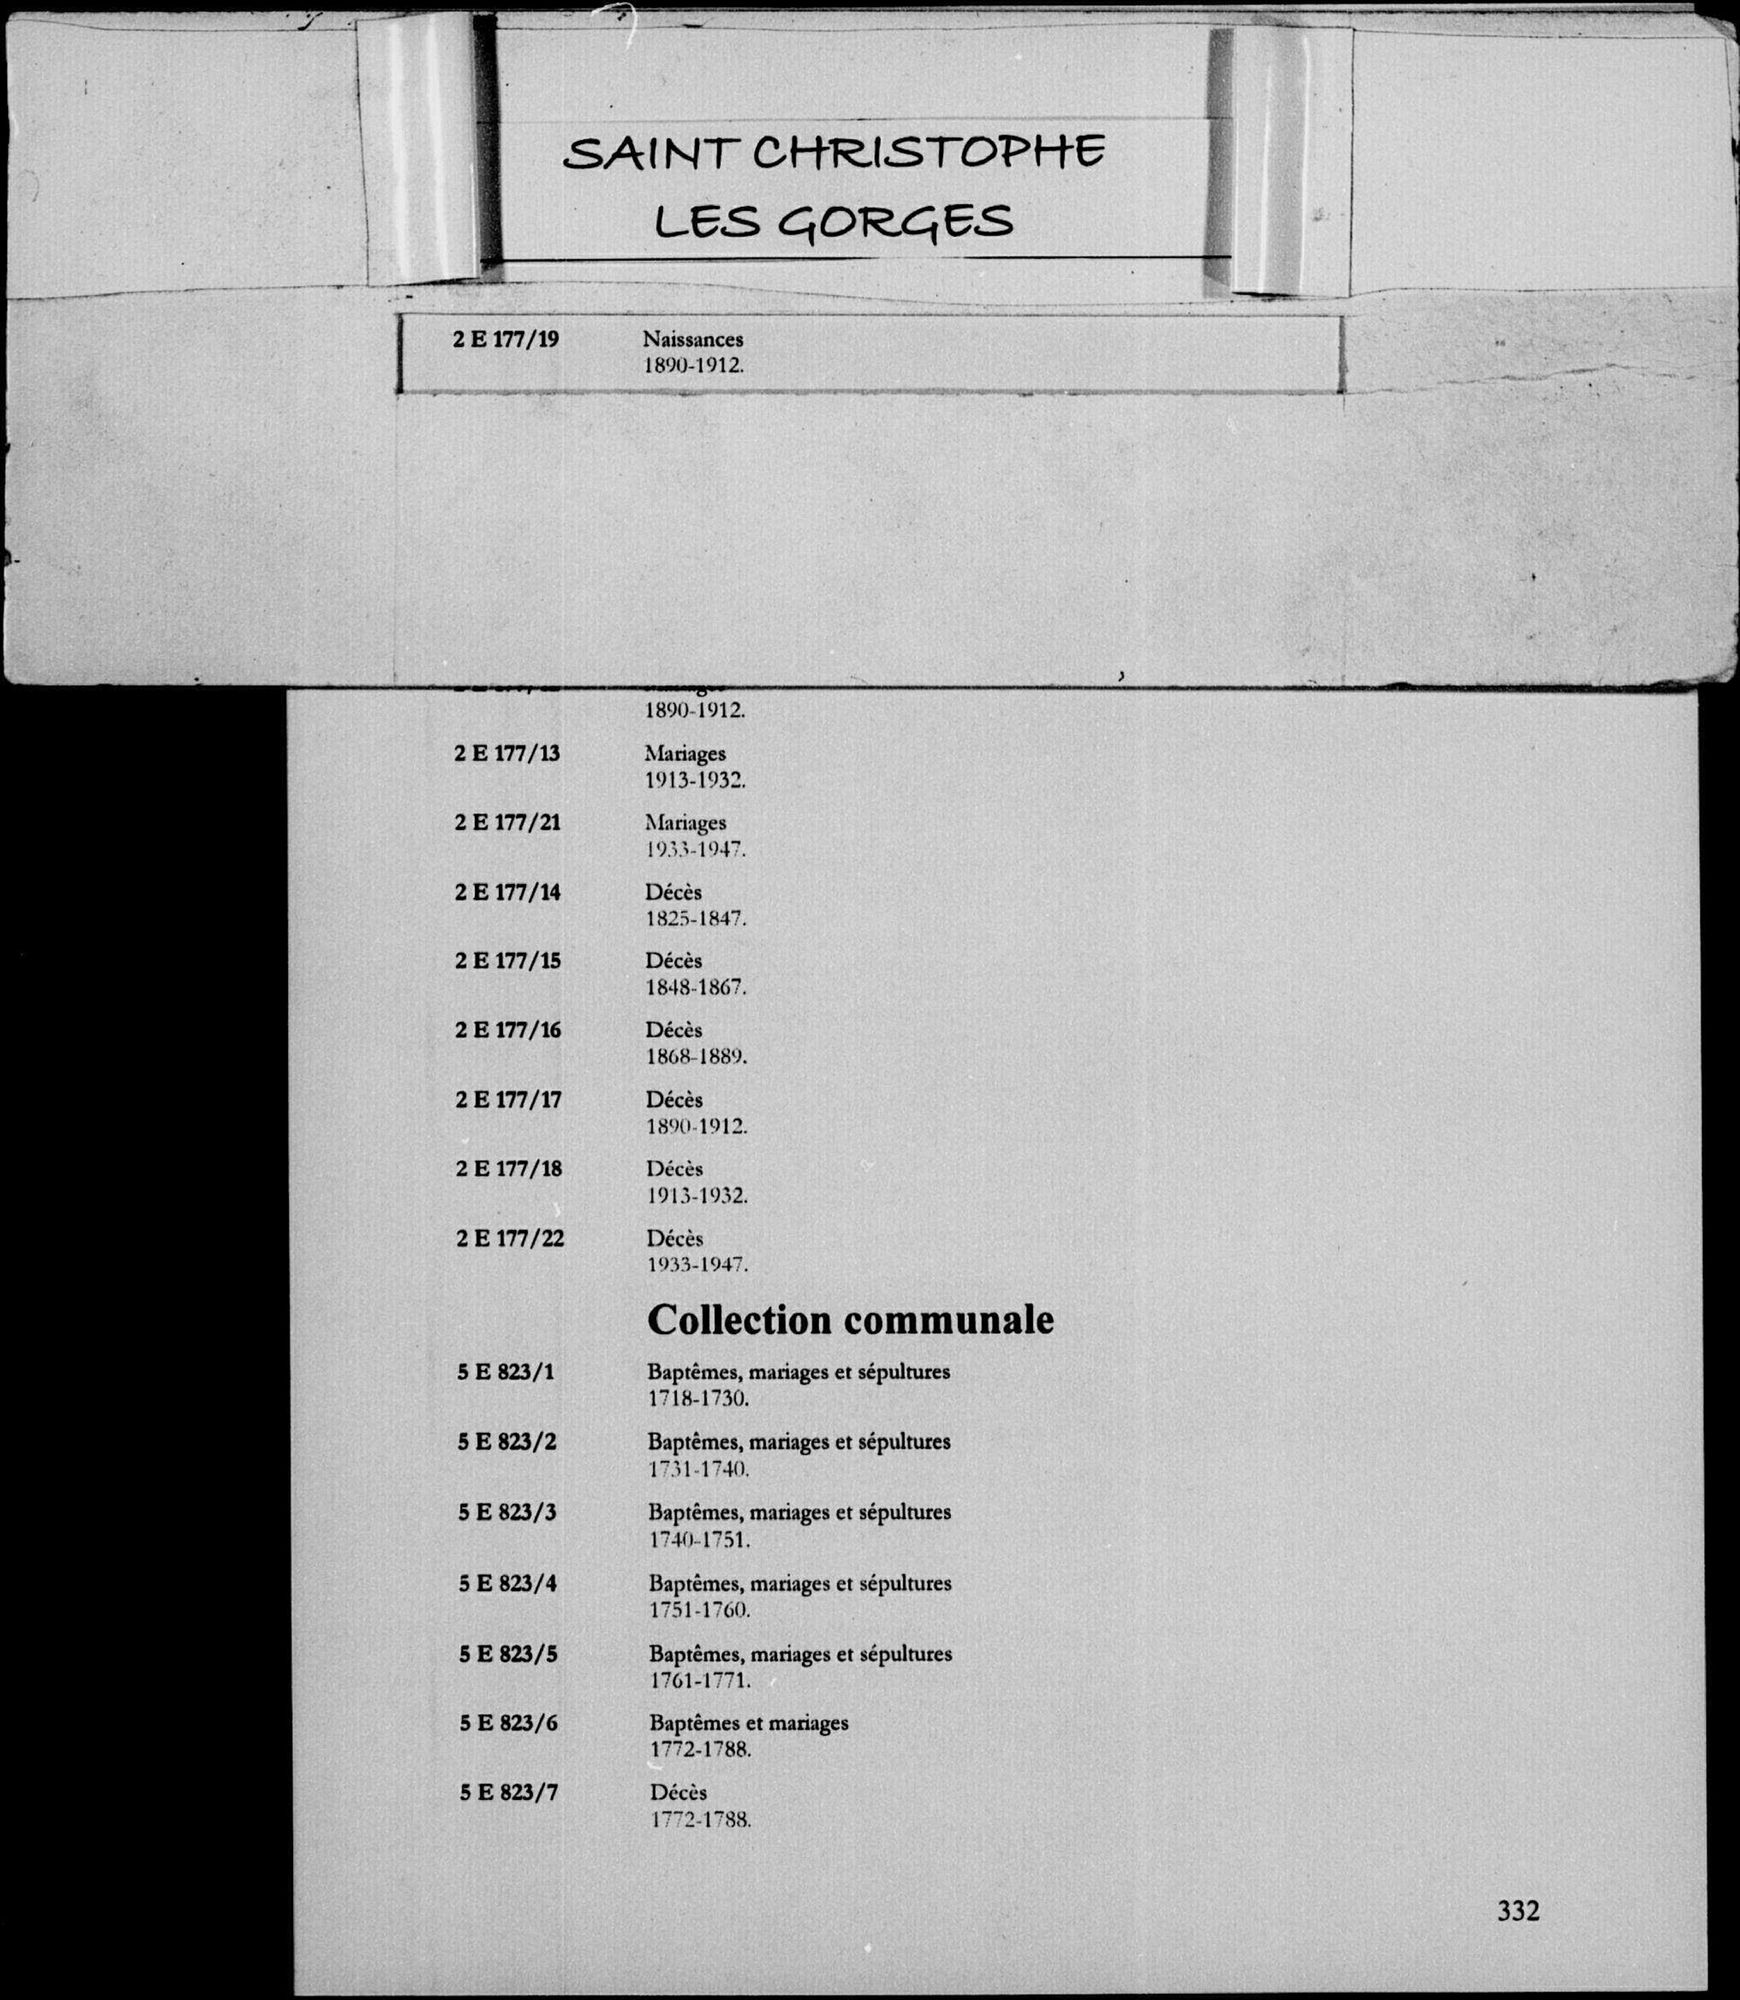 SAINT CHRISTOPHE
LES GORGES
2 E 177/19 Naissances
1890-1912.
1890-1912.
2 E 177/13 Mariages
1913-1932.
2 E 177/21 Mariages
1933-1947.
2 E 177/14 Décès
1825-1847.
2 E 177/15 Décès
1848-1867.
2 E 177/16 Décès
1868-1889.
2 E 177/17 Décès
1890-1912.
2 E 177/18 Décès
1913-1932.
2 E 177/22 Décès
1933-1947.
Collection communale
5 E 823/1 Baptêmes, mariages et sépultures
1718-1730.
5 E 823/2 Baptêmes, mariages et sépultures
1731-1740.
5 E 823/3 Baptêmes, mariages et sépultures
1740-1751.
5 E 823/4 Baptêmes, mariages et sépultures
1751-1760.
5 E 823/5 Baptêmes, mariages et sépultures
1761-1771.
5 E 823/6 Baptêmes et mariages
1772-1788.
5 E 823/7 Décès
1772-1788.
332